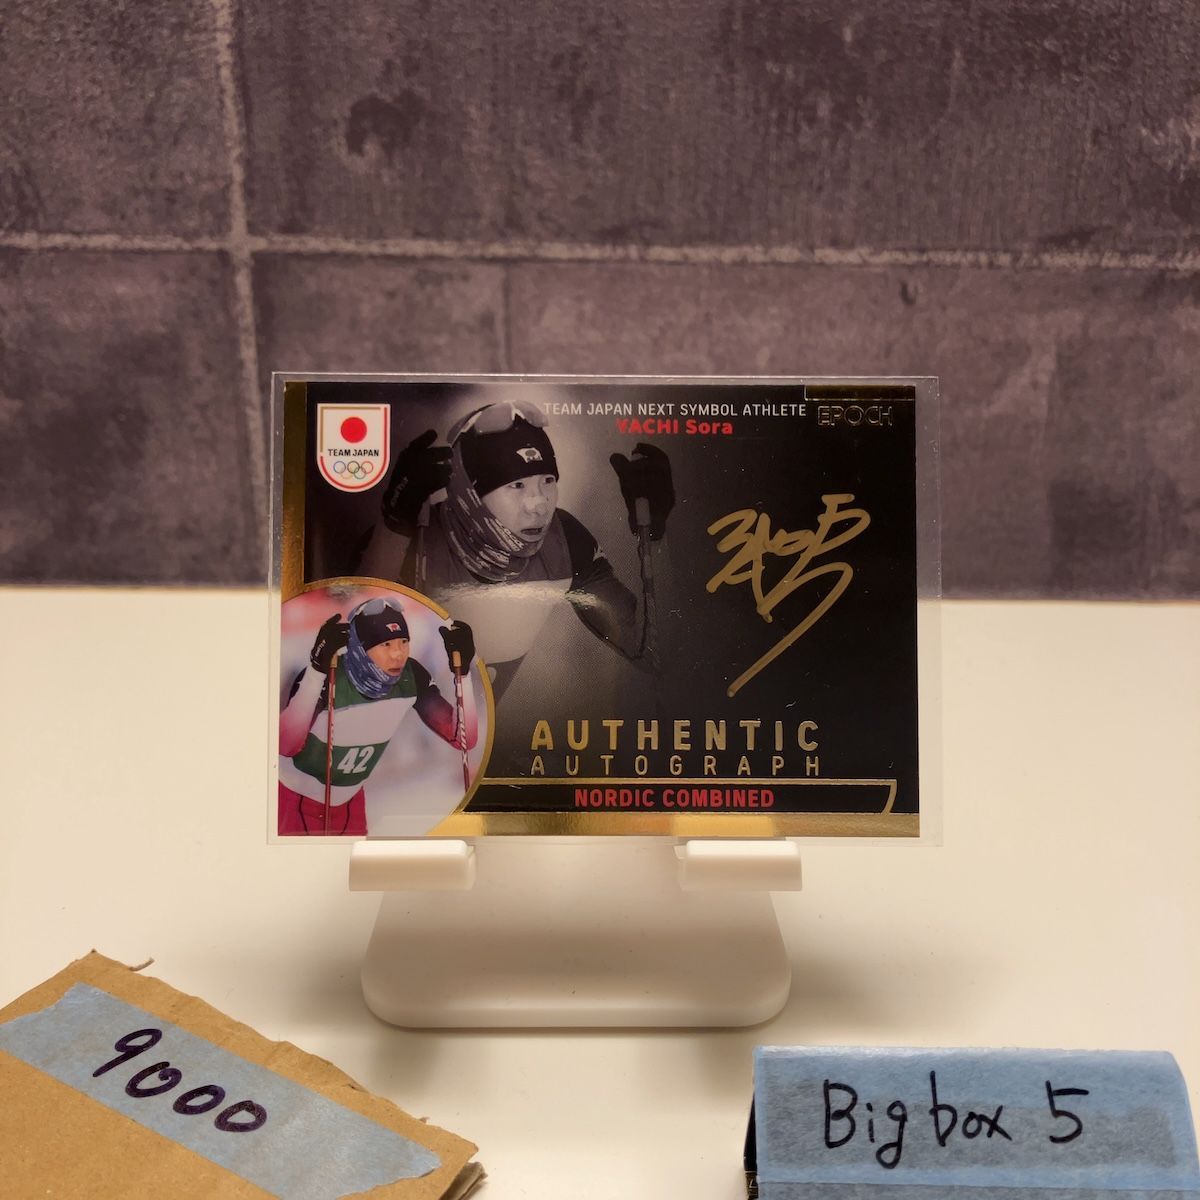 TEAM JAPAN NEXT SYMBOL ATHLETE
YACHI Sora
EPOCH
TEAM JAPAN
42
AUTHENTIC
AUTOGRAPH
NORDIC COMBINED
9000
Big box 5